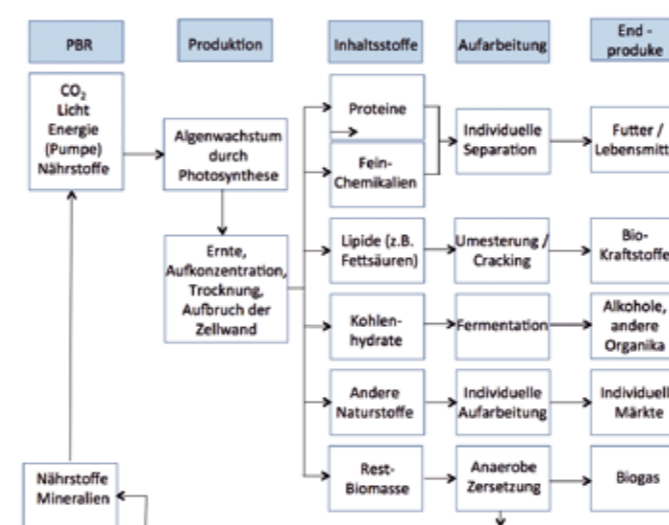 PBR
Produktion
Inhaltsstoffe
Aufarbeitung
End -
produke
CO₂
Licht
Energie
(Pumpe)
Nährstoffe
Algenwachstum
durch
Photosynthese
Ernte,
Aufkonzentration,
Trocknung,
Aufbruch der
Zellwand
Proteine
Fein-
Chemikalien
Individuelle
Separation
Futter /
Lebensmitt
Lipide (z.B.
Fettsäuren)
Umesterung /
Cracking
Bio-
Kraftstoffe
Kohlen-
hydrate
Fermentation
Alkohole,
andere
Organika
Andere
Naturstoffe
Individuelle
Aufarbeitung
Individuell
Märkte
Rest-
Biomasse
Anaerobe
Zersetzung
Biogas
Nährstoffe
Mineralien